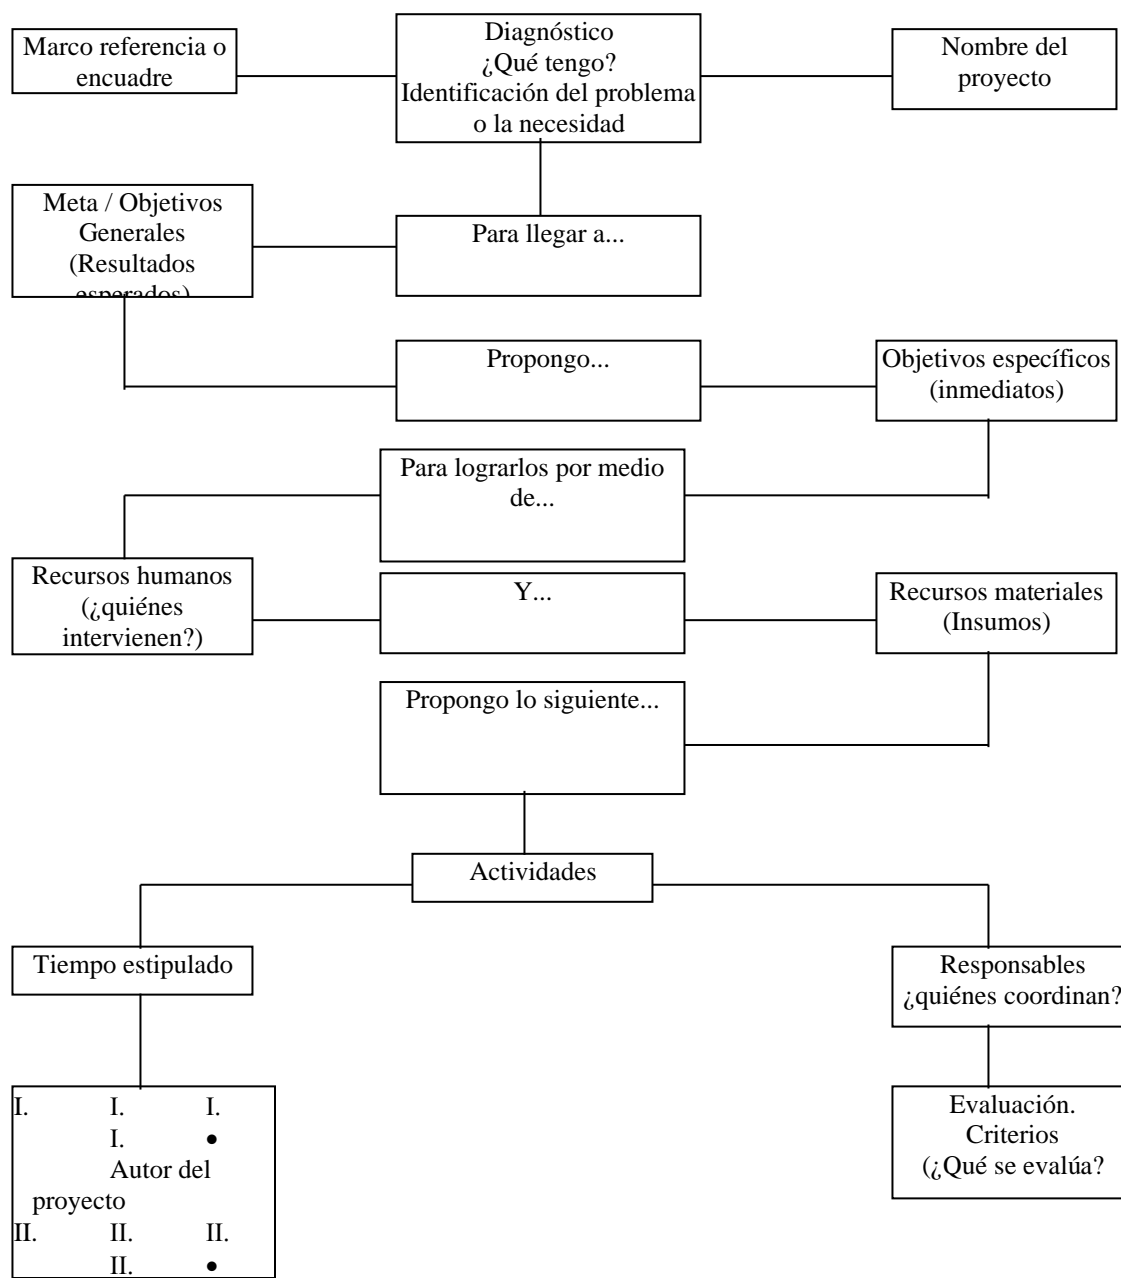 Marco referencia o
encuadre
Diagnóstico
¿Qué tengo?
Identificación del problema
o la necesidad
Nombre del
proyecto
Meta / Objetivos
Generales
(Resultados
esperados)
Para llegar a...
Propongo...
Objetivos específicos
(inmediatos)
Para lograrlos por medio
de...
Recursos humanos
(¿quiénes
intervienen?)
Y...
Recursos materiales
(Insumos)
Propongo lo siguiente...
Actividades
Tiempo estipulado
Responsables
¿quiénes coordinan?
I. I. I.
I. •
Autor del
proyecto
II. II. II.
II. •
Evaluación.
Criterios
(¿Qué se evalúa?